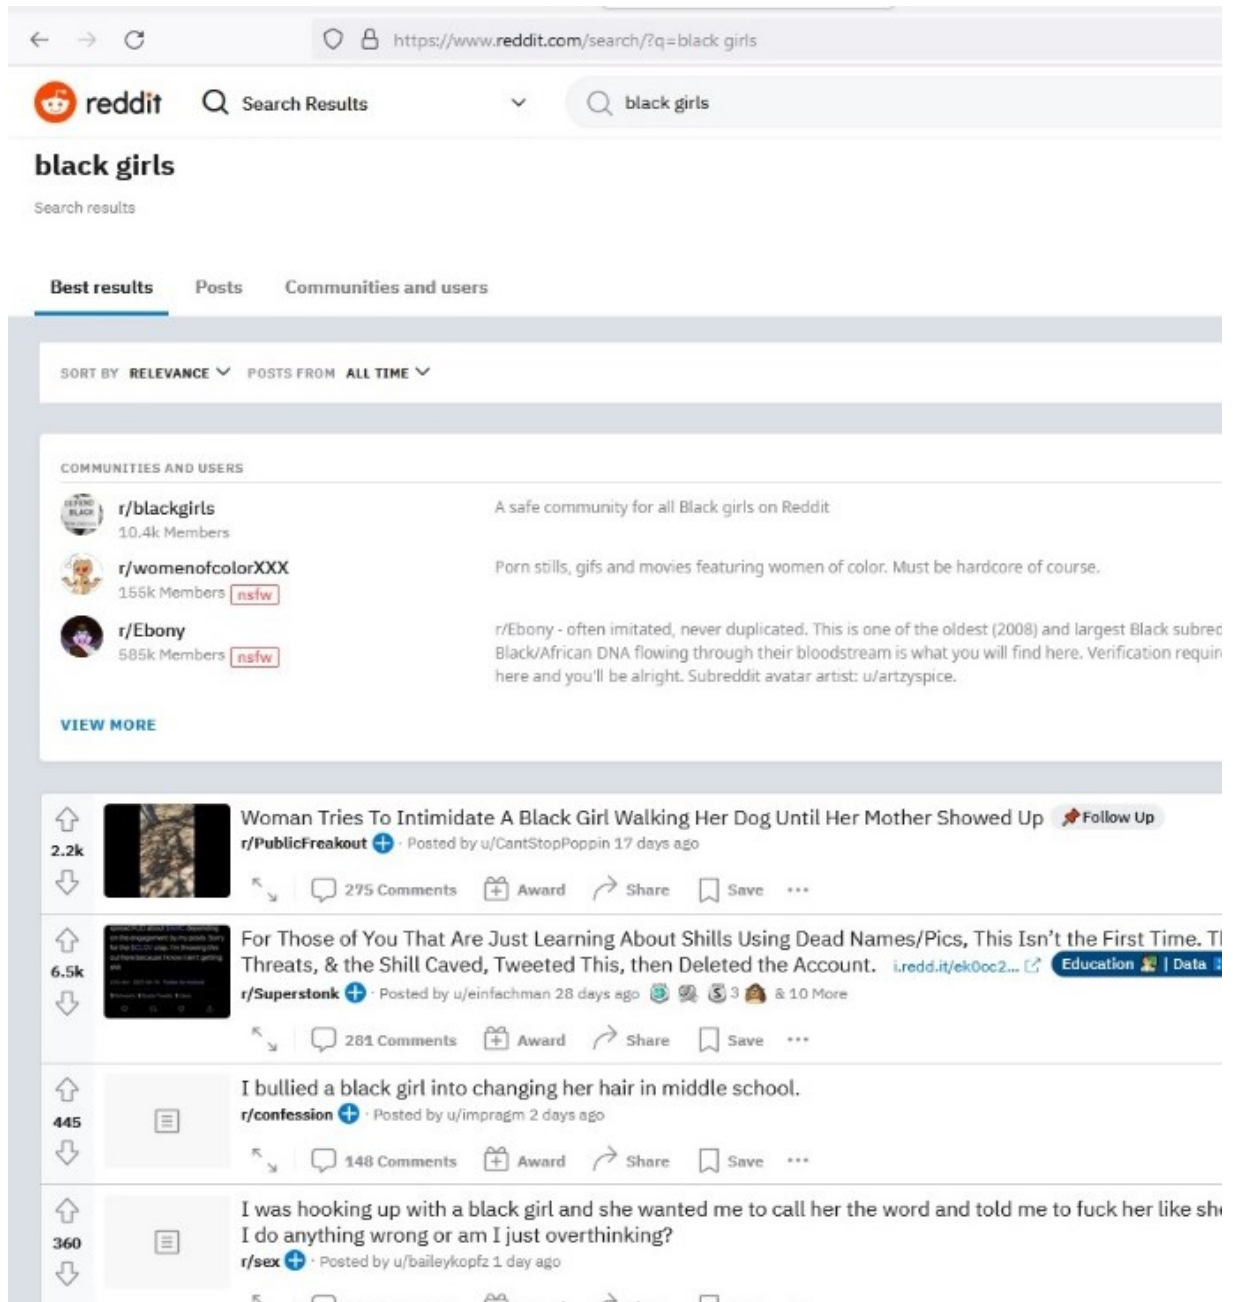 https://www.reddit.com/search/?q=black girls
reddit
Search Results
black girls
black girls
Search results
Best results
Posts
Communities and users
SORT BY RELEVANCE POSTS FROM ALL TIME
COMMUNITIES AND USERS
r/blackgirls
10.4k Members
A safe community for all Black girls on Reddit
r/womenofcolorXXX
155k Members nsfw
Porn stills, gifs and movies featuring women of color. Must be hardcore of course.
r/Ebony
585k Members nsfw
r/Ebony - often imitated, never duplicated. This is one of the oldest (2008) and largest Black
Black/African DNA flowing through their bloodstream is what you will find here. Verification
here and you'll be alright. Subreddit avatar artist: u/artzyspice.
VIEW MORE
2.2k
Woman Tries To Intimidate A Black Girl Walking Her Dog Until Her Mother Showed Up Follow Up
r/PublicFreakout · Posted by u/CantStopPoppin 17 days ago
275 Comments Award Share Save
6.5k
For Those of You That Are Just Learning About Shills Using Dead Names/Pics, This Isn't the First Time.
Threats, & the Shill Caved, Tweeted This, then Deleted the Account. i.redd.it/ek0oc2... Education | Data
r/Superstonk · Posted by u/einfachman 28 days ago 3 & 10 More
281 Comments Award Share Save
445
I bullied a black girl into changing her hair in middle school.
r/confession · Posted by u/impragm 2 days ago
148 Comments Award Share Save
360
I was hooking up with a black girl and she wanted me to call her the word and told me to fuck her like
I do anything wrong or am I just overthinking?
r/sex · Posted by u/baileykopfz 1 day ago